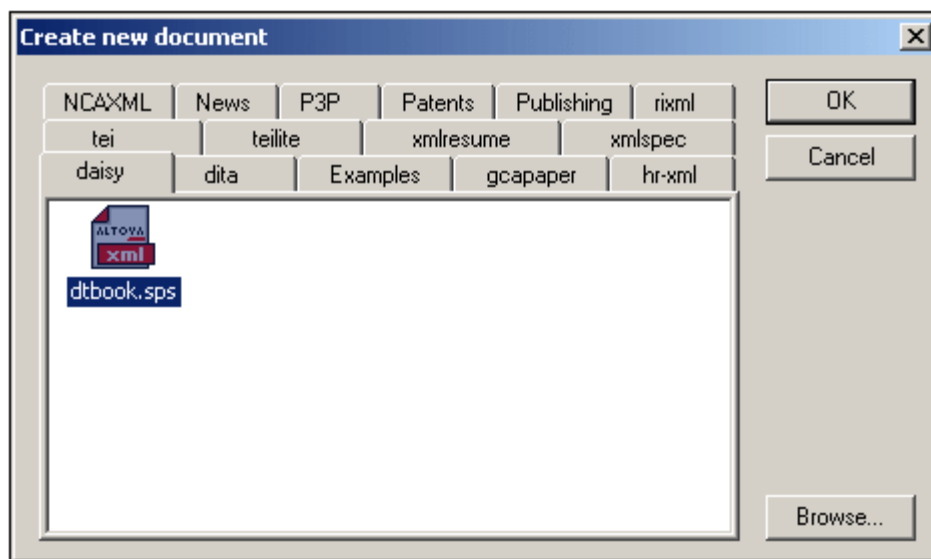 Create new document
NCAXML News P3P Patents Publishing rixml
OK
tei teilite xmlresume xmlspec
Cancel
daisy dita Examples gcapaper hr-xml
ALTOVA
xml
dtbook.sps
Browse...